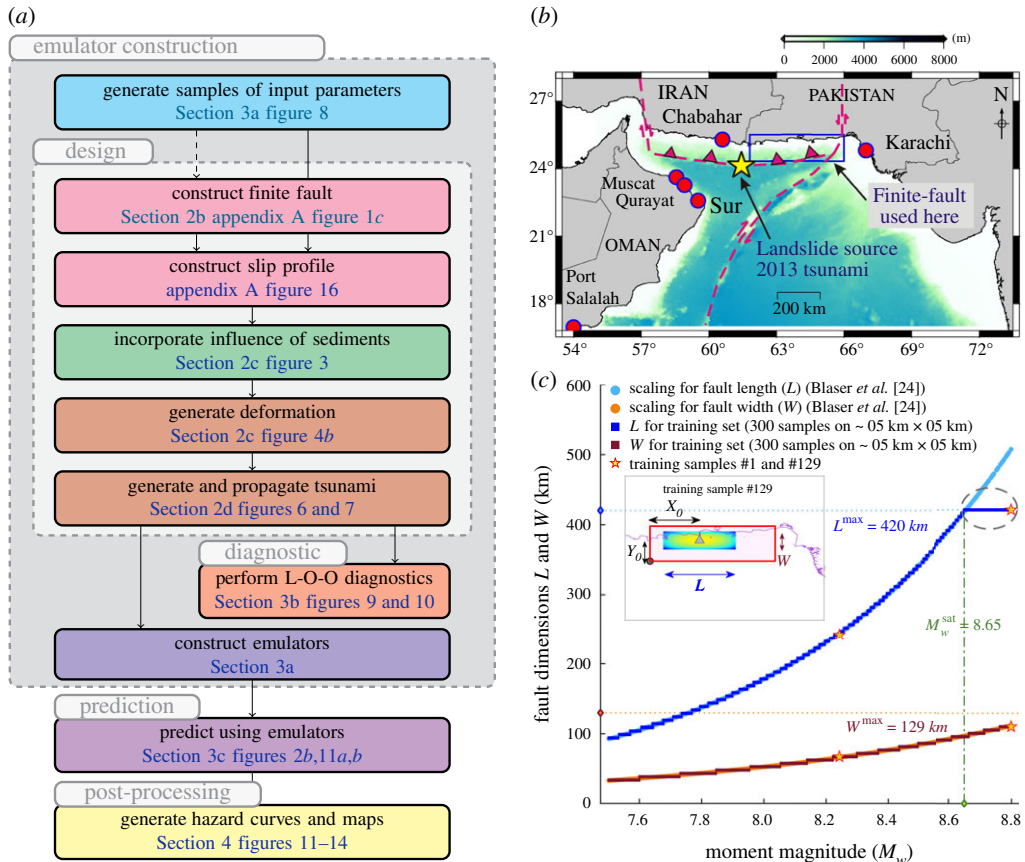 (a)
emulator construction
generate samples of input parameters
Section 3a figure 8
design
construct finite fault
Section 2b appendix A figure 1c
construct slip profile
appendix A figure 16
incorporate influence of sediments
Section 2c figure 3
generate deformation
Section 2c figure 4b
generate and propagate tsunami
Section 2d figures 6 and 7
diagnostic
perform L-O-O diagnostics
Section 3b figures 9 and 10
construct emulators
Section 3a
prediction
predict using emulators
Section 3c figures 2b,11a,b
post-processing
generate hazard curves and maps
Section 4 figures 11–14
(b)
(m)
0 2000 4000 6000 8000
27°
24°
21°
18°
IRAN
Chabahar
PAKISTAN
Karachi
N
Muscat
Qurayat
Sur
OMAN
Port
Salalah
Finite-fault
used here
Landslide source
2013 tsunami
200 km
54° 57° 60° 63° 66° 69° 72°
(c)
600
500
400
300
200
100
0
fault dimensions L and W (km)
scaling for fault length (L) (Blaser et al. [24])
scaling for fault width (W) (Blaser et al. [24])
L for training set (300 samples on ~ 05 km × 05 km)
W for training set (300 samples on ~ 05 km × 05 km)
training samples #1 and #129
training sample #129
X0
Y0
W
L
L^max = 420 km
Mw^sat = 8.65
W^max = 129 km
7.6 7.8 8.0 8.2 8.4 8.6 8.8
moment magnitude (Mw)